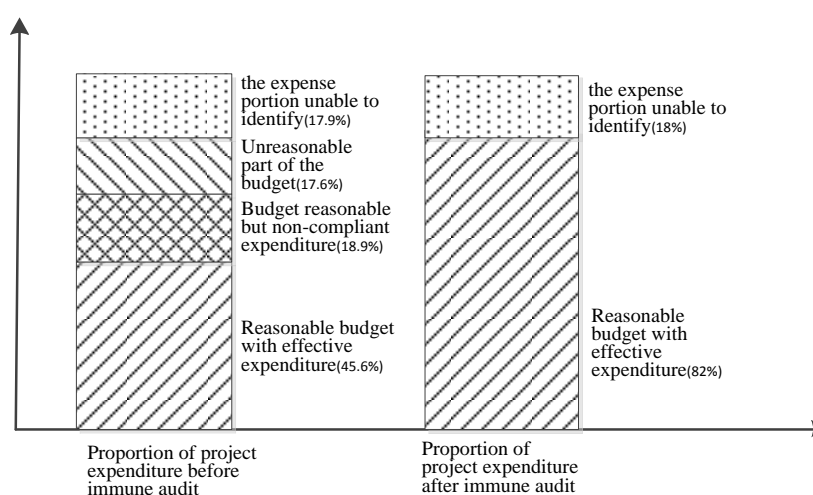 the expense
portion unable to
identify(17.9%)
Unreasonable
part of the
budget(17.6%)
Budget reasonable
but non-compliant
expenditure(18.9%)
Reasonable budget
with effective
expenditure(45.6%)
Proportion of project
expenditure before
immune audit
the expense
portion unable to
identify(18%)
Reasonable
budget with
effective
expenditure(82%)
Proportion of
project expenditure
after immune audit